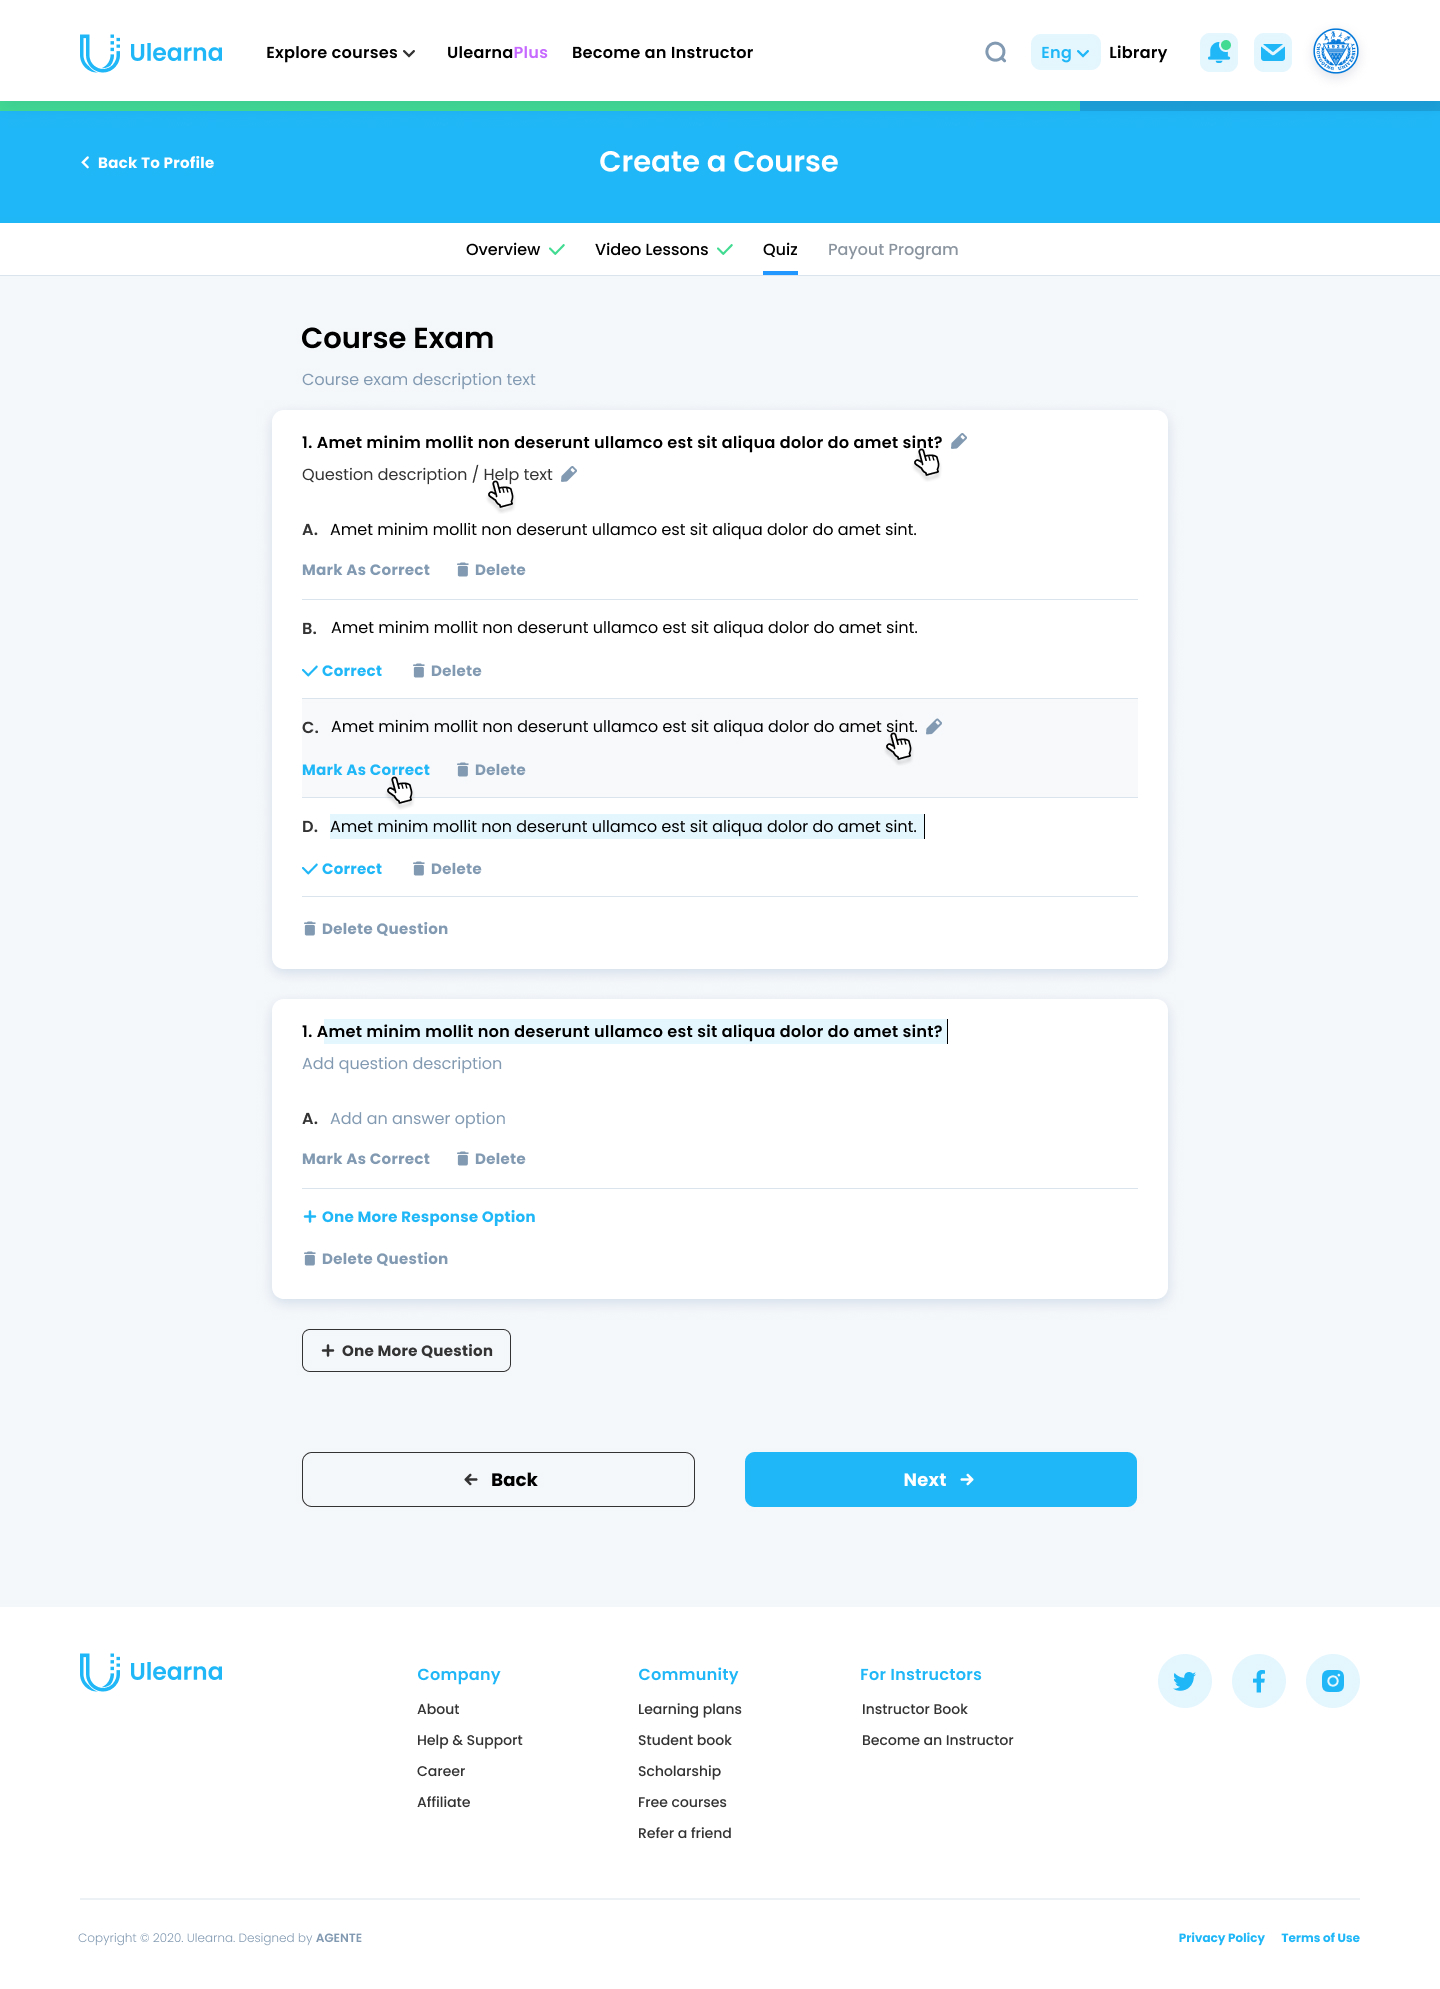 Ulearna
Explore courses
UlearnaPlus
Become an Instructor
Eng
Library
Back To Profile
Create a Course
Overview
Video Lessons
Quiz
Payout Program
Course Exam
Course exam description text
1. Amet minim mollit non deserunt ullamco est sit aliqua dolor do amet sint?
Question description / Help text
A. Amet minim mollit non deserunt ullamco est sit aliqua dolor do amet sint.
Mark As Correct Delete
B. Amet minim mollit non deserunt ullamco est sit aliqua dolor do amet sint.
Correct Delete
C. Amet minim mollit non deserunt ullamco est sit aliqua dolor do amet sint.
Mark As Correct Delete
D. Amet minim mollit non deserunt ullamco est sit aliqua dolor do amet sint.
Correct Delete
Delete Question
1. Amet minim mollit non deserunt ullamco est sit aliqua dolor do amet sint?
Add question description
A. Add an answer option
Mark As Correct Delete
One More Response Option
Delete Question
One More Question
Back
Next
Ulearna
Company
About
Help & Support
Career
Affiliate
Community
Learning plans
Student book
Scholarship
Free courses
Refer a friend
For Instructors
Instructor Book
Become an Instructor
Copyright © 2020. Ulearna. Designed by AGENTE
Privacy Policy
Terms of Use